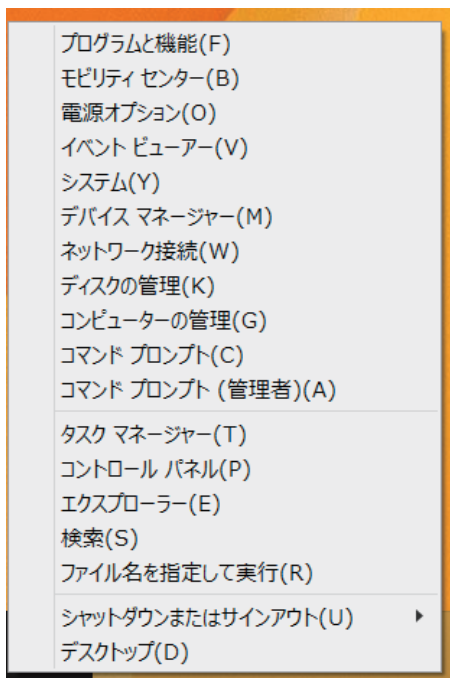 プログラムと機能(F)
モビリティ センター(B)
電源オプション(O)
イベント ビューアー(V)
システム(Y)
デバイス マネージャー(M)
ネットワーク接続(W)
ディスクの管理(K)
コンピューターの管理(G)
コマンド プロンプト(C)
コマンド プロンプト (管理者)(A)
タスク マネージャー(T)
コントロール パネル(P)
エクスプローラー(E)
検索(S)
ファイル名を指定して実行(R)
シャットダウンまたはサインアウト(U)
デスクトップ(D)